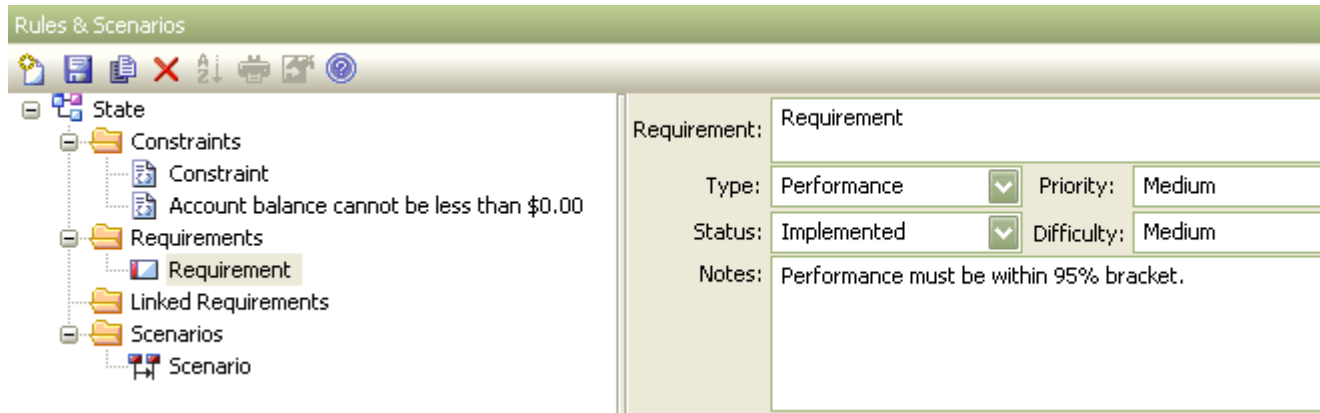 Rules & Scenarios
State
Constraints
Constraint
Account balance cannot be less than $0.00
Requirements
Requirement
Linked Requirements
Scenarios
Scenario
Requirement: Requirement
Type: Performance Priority: Medium
Status: Implemented Difficulty: Medium
Notes: Performance must be within 95% bracket.